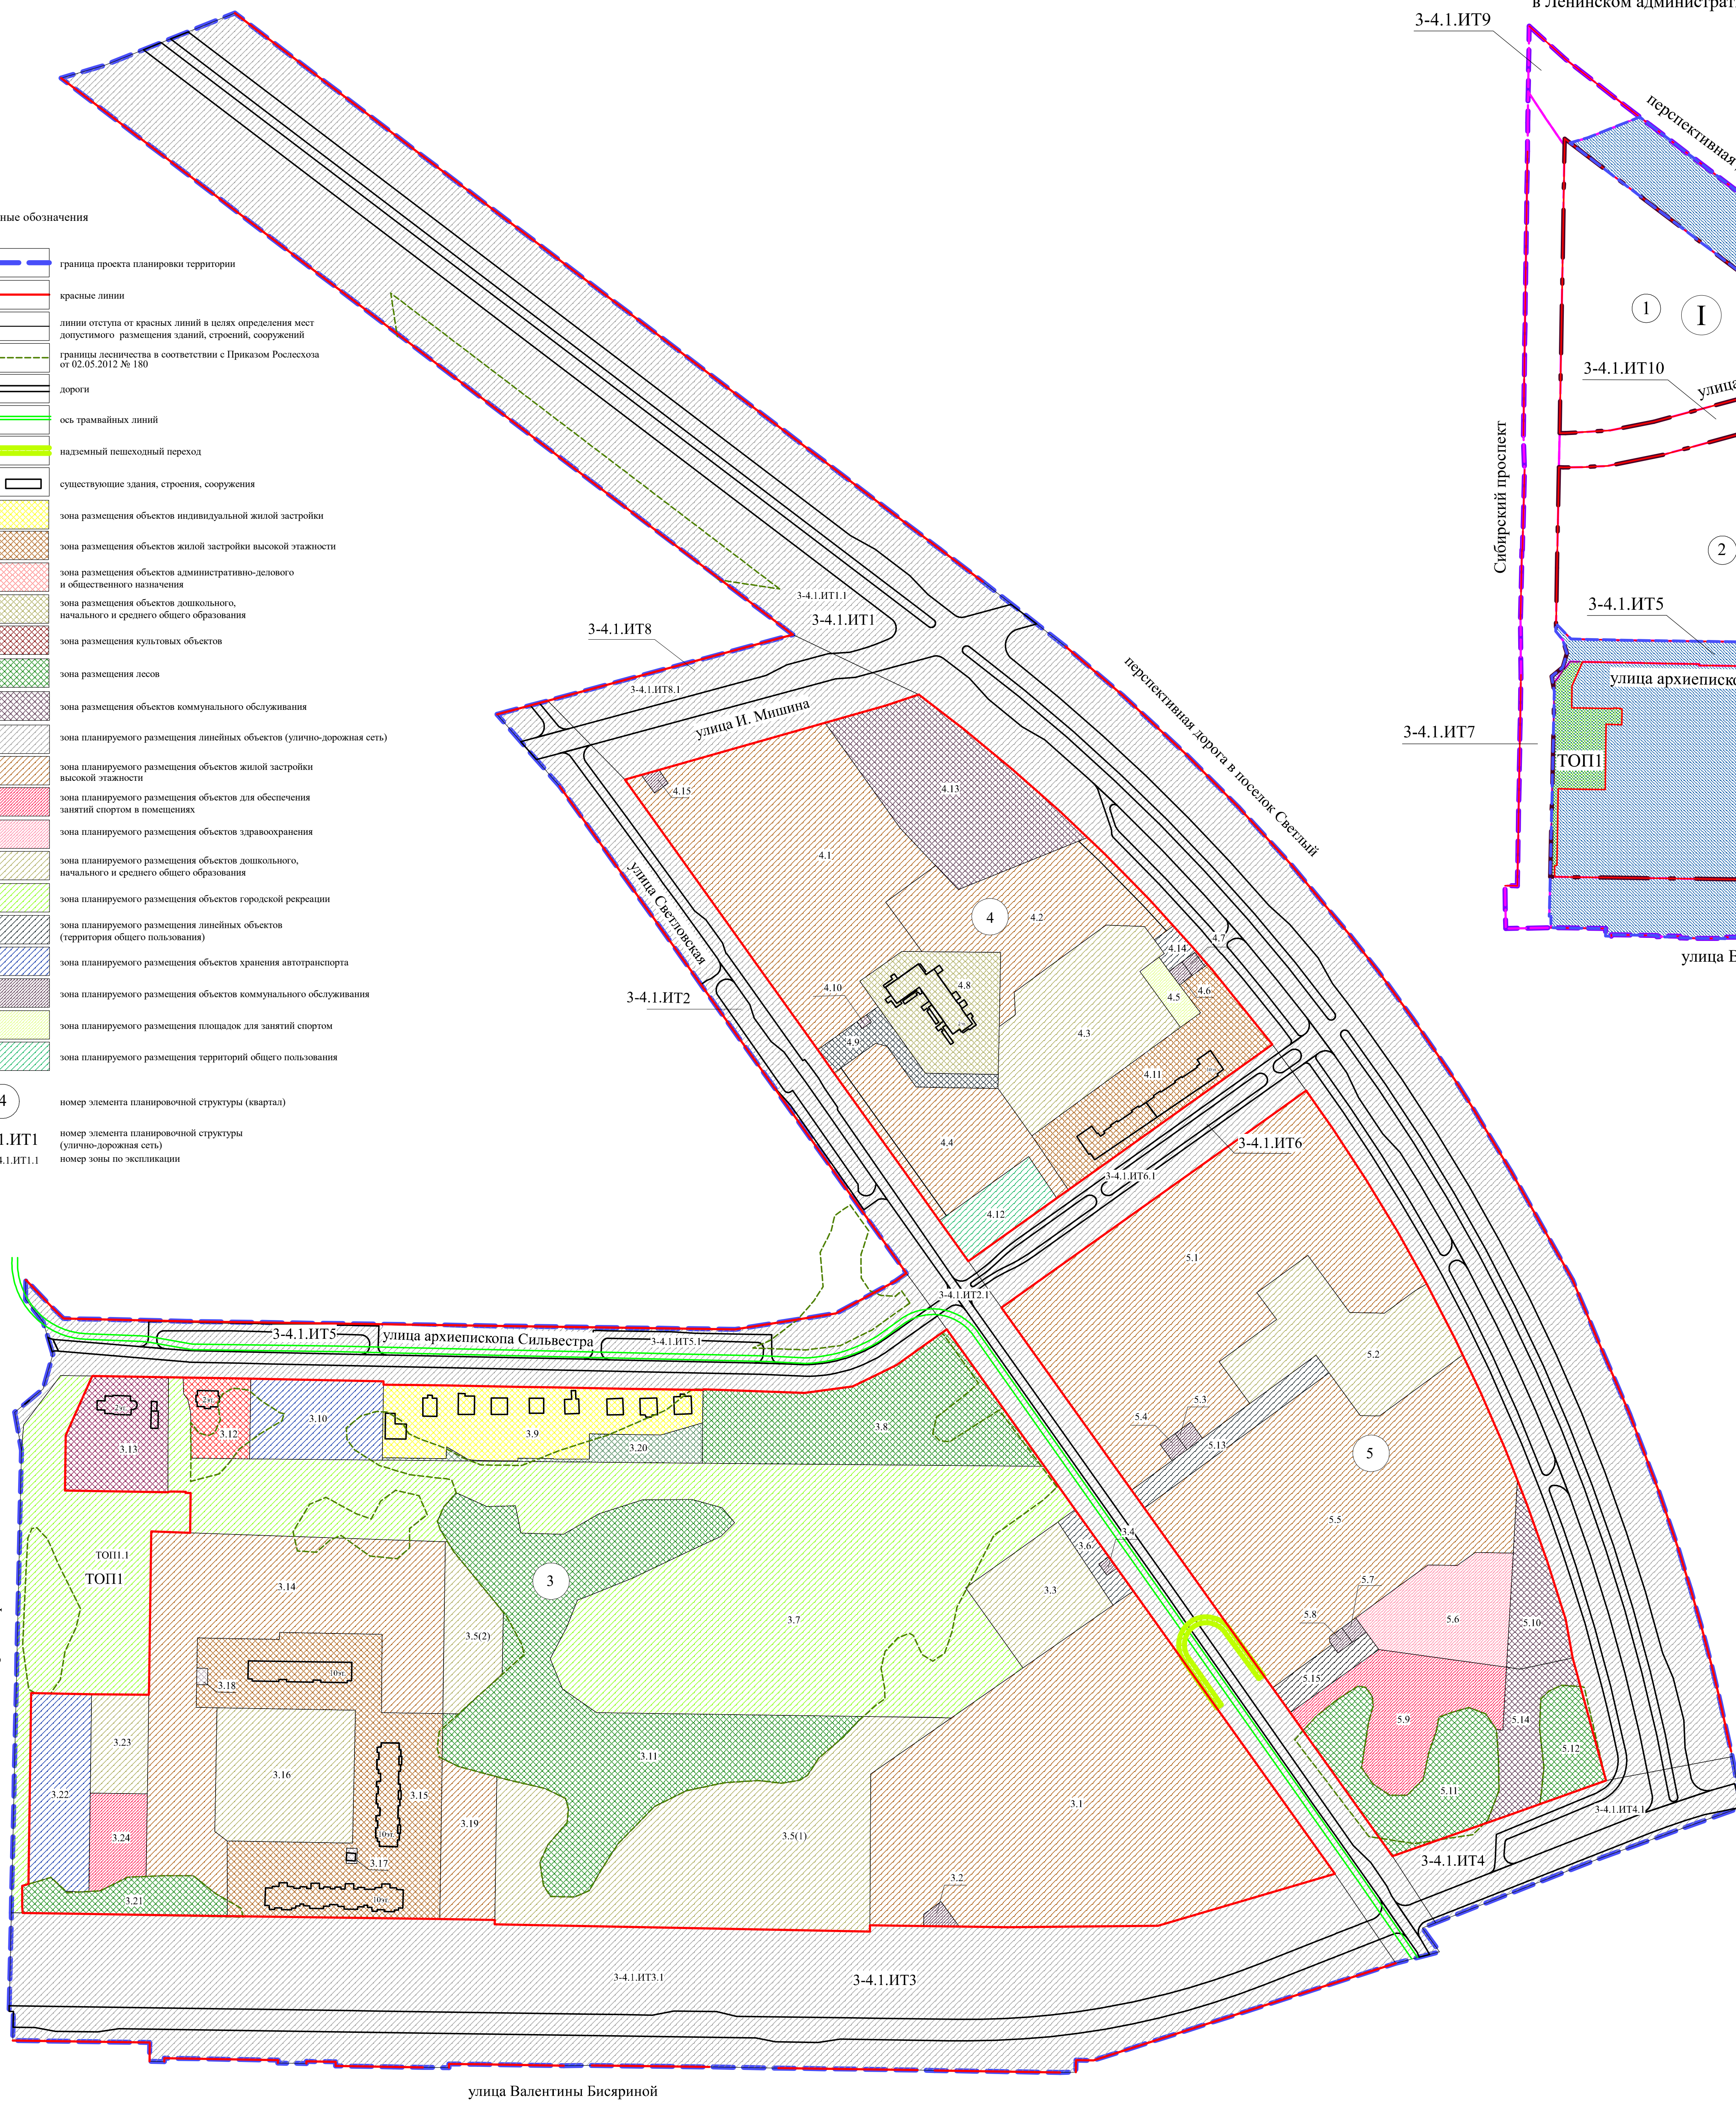 в Ленинском
3-4.1.ИТ9
перспективная
ные обозначения
граница проекта планировки территории
красные линии
линии отступа от красных линий в целях определения мест
допустимого размещения зданий, строений, сооружений
границы лесничества в соответствии с Приказом Рослесхоза
от 02.05.2012 № 180
дороги
ось трамвайных линий
надземный пешеходный переход
существующие здания, строения, сооружения
зона размещения объектов индивидуальной жилой застройки
зона размещения объектов жилой застройки высокой этажности
зона размещения объектов административно-делового
и общественного назначения
зона размещения объектов дошкольного,
начального и среднего общего образования
зона размещения культовых объектов
зона размещения лесов
зона размещения объектов коммунального обслуживания
зона планируемого размещения линейных объектов (улично-дорожная сеть)
зона планируемого размещения объектов жилой застройки
высокой этажности
зона планируемого размещения объектов для обеспечения
занятий спортом в помещениях
зона планируемого размещения объектов здравоохранения
зона планируемого размещения объектов дошкольного,
начального и среднего общего образования
зона планируемого размещения объектов городской рекреации
зона планируемого размещения линейных объектов
(территория общего пользования)
зона планируемого размещения объектов хранения автотранспорта
зона планируемого размещения объектов коммунального обслуживания
зона планируемого размещения площадок для занятий спортом
зона планируемого размещения территорий общего пользования
4
номер элемента планировочной структуры (квартал)
1.ИТ1
номер элемента планировочной структуры
(улично-дорожная сеть)
4.1.ИТ1.1
номер зоны по экспликации
1
I
3-4.1.ИТ10
улица
Сибирский проспект
2
3-4.1.ИТ5
улица
3-4.1.ИТ7
ТОП1
улица
3-4.1.ИТ1.1
3-4.1.ИТ1
3-4.1.ИТ8
3-4.1.ИТ8.1
улица И. Мишина
перспективная дорога в поселок Светлый
4.15
4.13
4.1
улица Светловская
4
4.2
4.14
4.7
4.8
4.10
3-4.1.ИТ2
4.5
4.6
4.9
4.3
4.11
10эт.
4.4
3-4.1.ИТ6
3-4.1.ИТ6.1
4.12
5.1
3-4.1.ИТ2.1
3-4.1.ИТ5
улица архиепископа Сильвестра
3-4.1.ИТ5.1
5.2
5.3
5.4
5.13
5
2 эт.
3.13
2 эт.
3.12
3.10
3.9
3.20
3.8
ТОП1.1
ТОП1
3.14
3
3.4
3.6
3.3
5.5
5.7
5.8
5.6
5.10
5.15
3.5(2)
3.7
3.18
10эт.
3.23
3.16
3.11
5.9
5.14
5.12
5.11
3.22
3.15
3.19
3.1
3-4.1.ИТ4.1
3.24
10эт.
3.5(1)
3.17
3-4.1.ИТ4
3.2
3.21
10эт.
3-4.1.ИТ3.1
3-4.1.ИТ3
улица Валентины Бисяриной